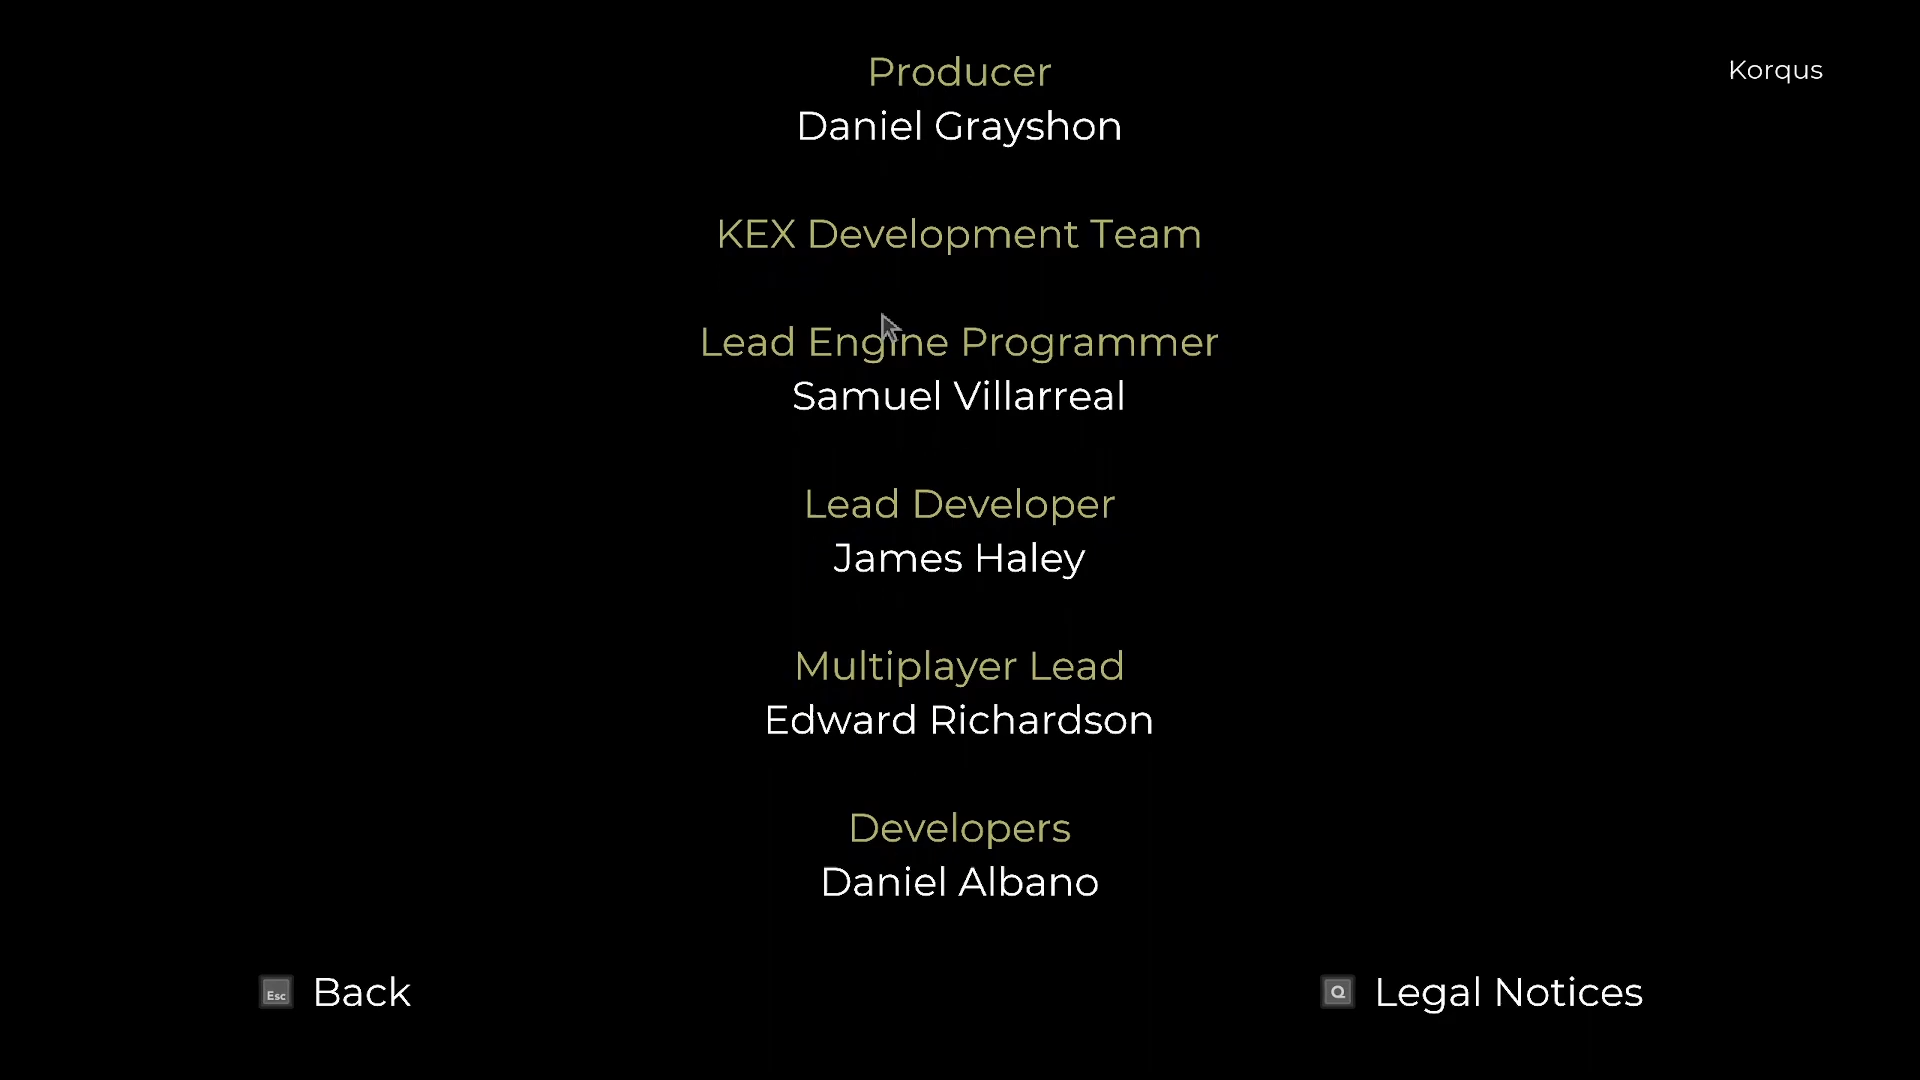 Producer
Korqus
Daniel Grayshon
KEX Development Team
Lead Engine Programmer
Samuel Villarreal
Lead Developer
James Haley
Multiplayer Lead
Edward Richardson
Developers
Daniel Albano
Esc Back
Q Legal Notices